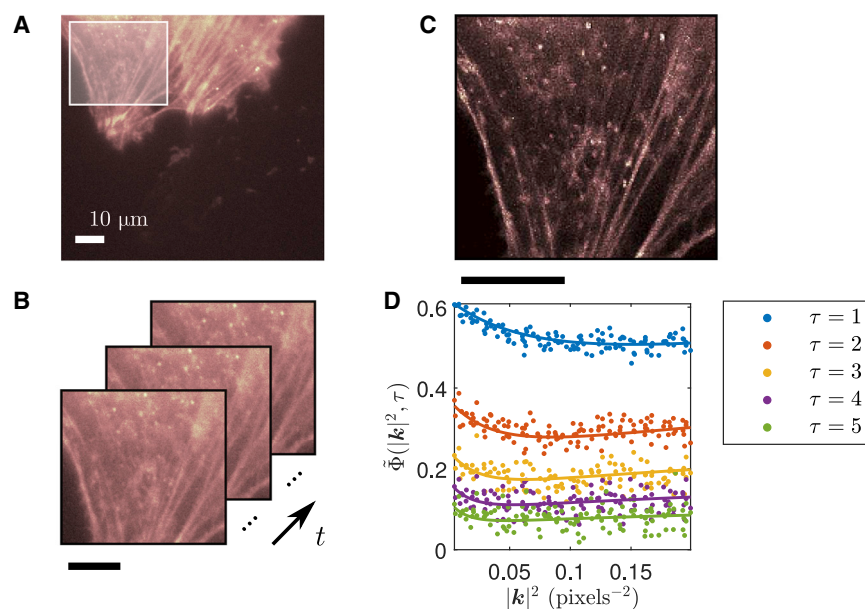 A
10 μm
B
t
C
D
0.6
0.4
0.2
0
0.05
0.1
0.15
Φ̃(|k|², τ)
|k|² (pixels⁻²)
τ = 1
τ = 2
τ = 3
τ = 4
τ = 5